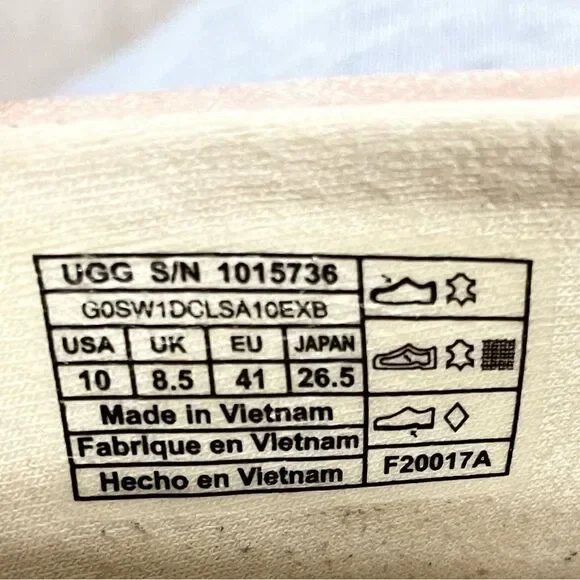 UGG S/N 1015736
G0SW1DCLSA10EXB
USA UK EU JAPAN
10 8.5 41 26.5
Made in Vietnam
Fabrique en Vietnam
Hecho en Vietnam
F20017A